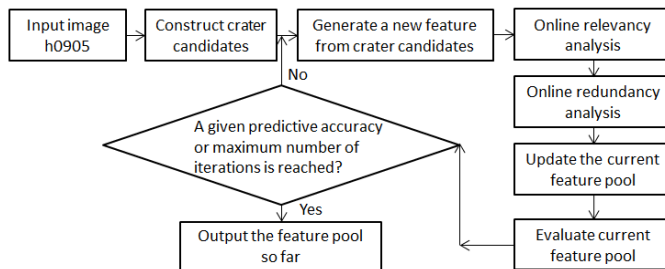 Input image
h0905
Construct crater
candidates
Generate a new feature
from crater candidates
Online relevancy
analysis
Online redundancy
analysis
Update the current
feature pool
Evaluate current
feature pool
No
A given predictive accuracy
or maximum number of
iterations is reached?
Yes
Output the feature pool
so far